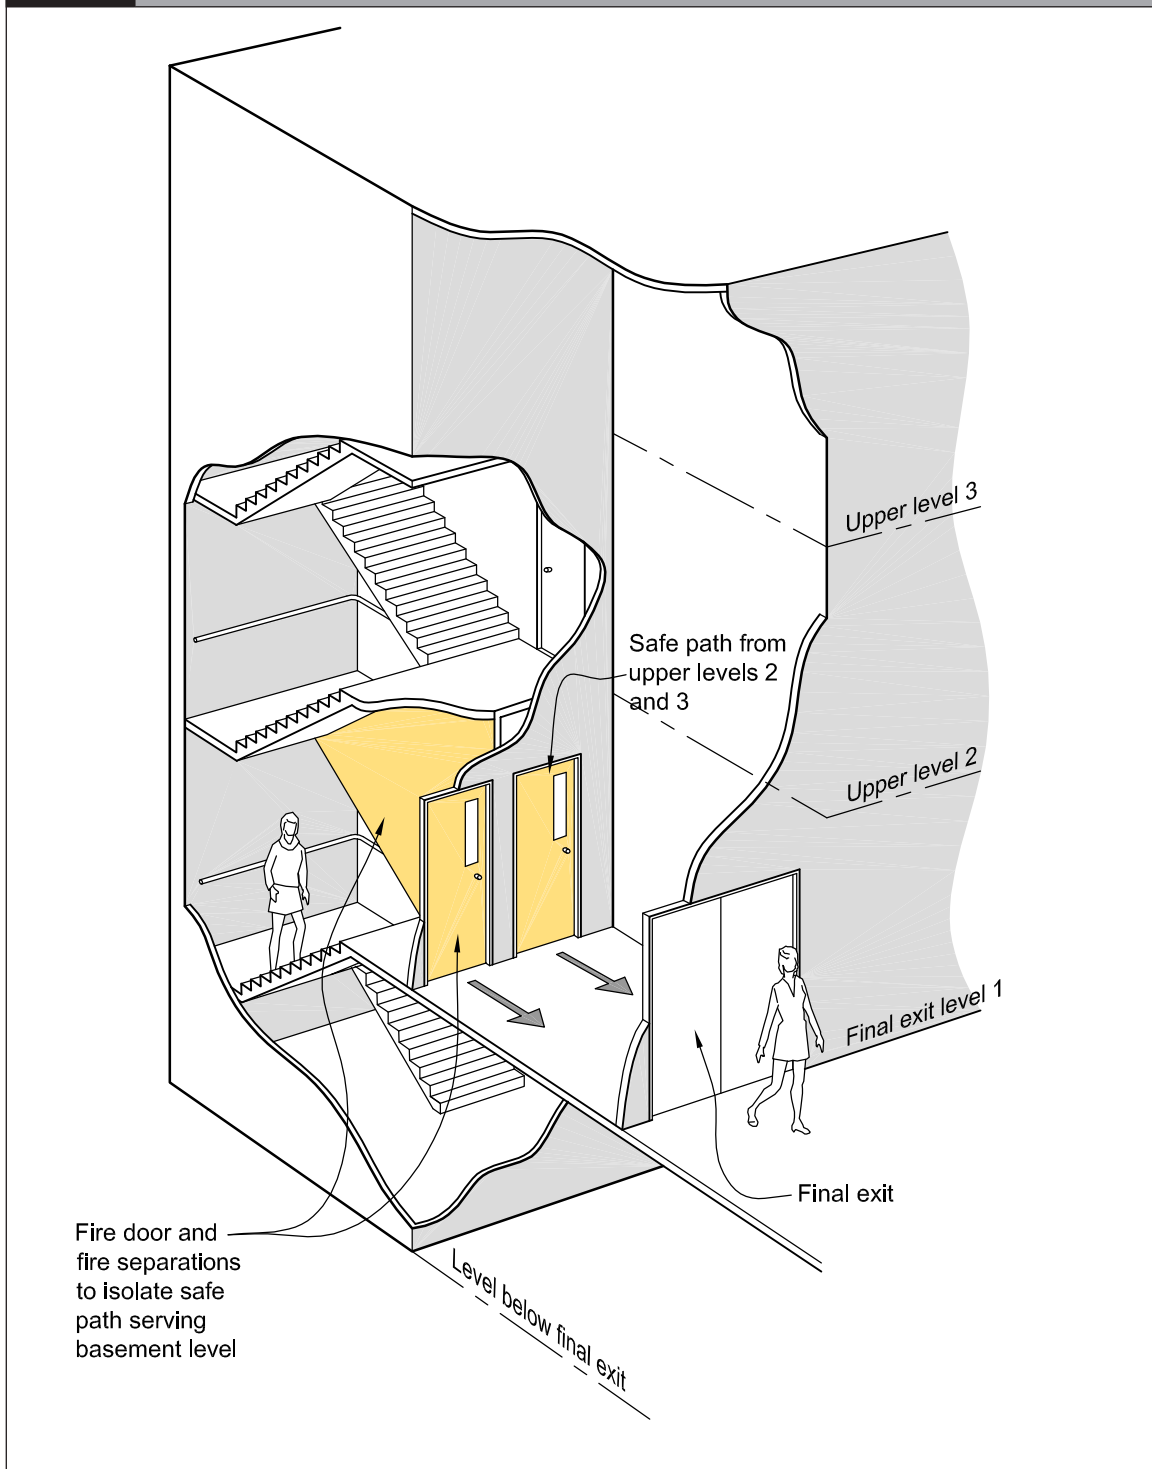 Upper level 3
Safe path from
upper levels 2
and 3
Upper level 2
Final exit level 1
Final exit
Fire door and
fire separations
to isolate safe
path serving
basement level
Level below final exit